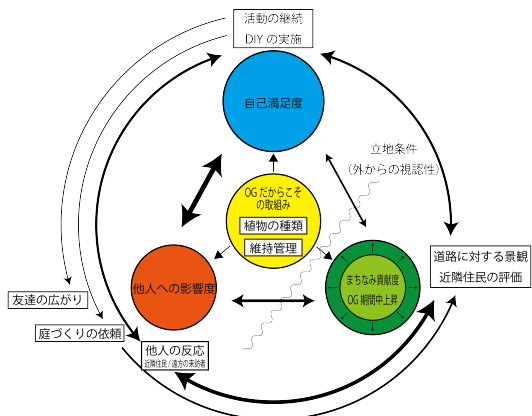 活動の継続
DIY の実施
自己満足度
立地条件
(外からの視認性)
OG だからこそ
の取組み
植物の種類
維持管理
他人への影響度
まちなみ貢献度
OG 期間中上昇
道路に対する景観
近隣住民の評価
友達の広がり
庭づくりの依頼
他人の反応
近隣住民 / 遠方の来訪者